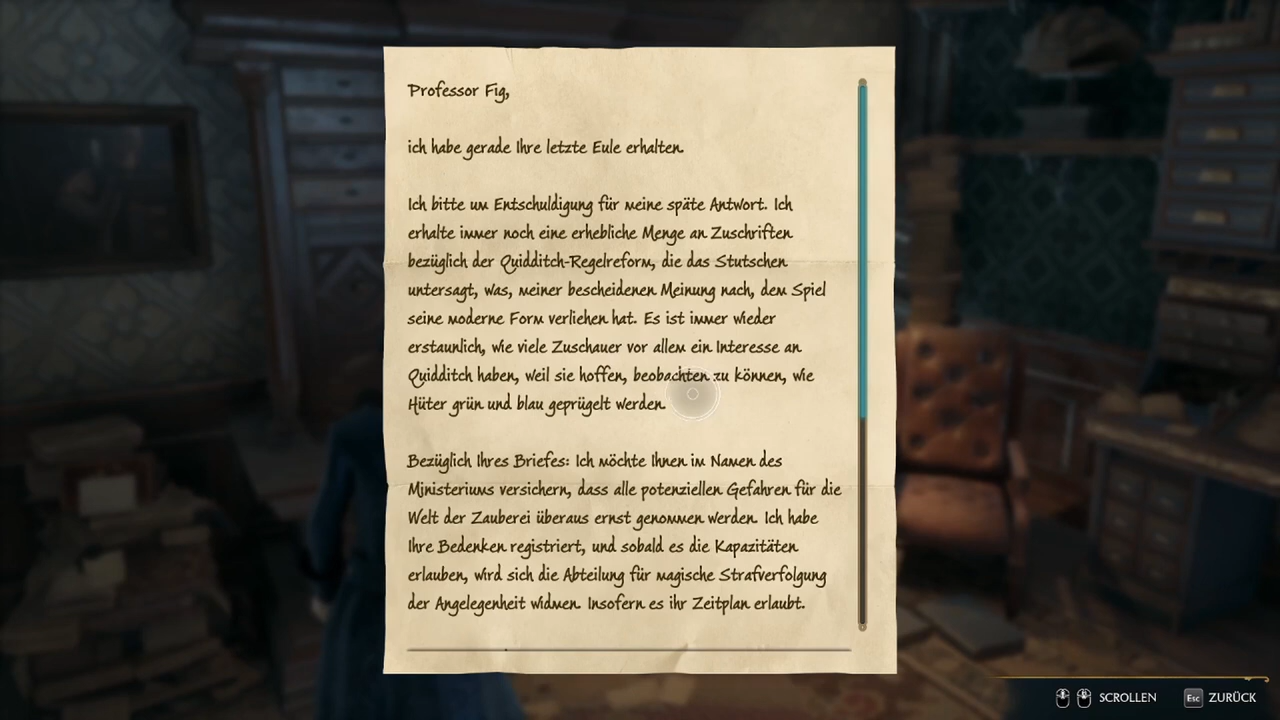 Professor Fig,
ich habe gerade Ihre letzte Eule erhalten.
Ich bitte um Entschuldigung für meine späte Antwort. Ich
erhalte immer noch eine erhebliche Menge an Zuschriften
bezüglich der Quidditch-Regelreform, die das Stutschen
untersagt, was, meiner bescheidenen Meinung nach, dem Spiel
seine moderne Form verliehen hat. Es ist immer wieder
erstaunlich, wie viele Zuschauer vor allem ein Interesse an
Quidditch haben, weil sie hoffen, beobachten zu können, wie
Hüter grün und blau geprügelt werden.
Bezüglich Ihres Briefes: Ich möchte Ihnen im Namen des
Ministeriums versichern, dass alle potenziellen Gefahren für die
Welt der Zauberei überaus ernst genommen werden. Ich habe
Ihre Bedenken registriert, und sobald es die Kapazitäten
erlauben, wird sich die Abteilung für magische Strafverfolgung
der Angelegenheit widmen. Insofern es ihr Zeitplan erlaubt.
SCROLLEN Esc ZURÜCK